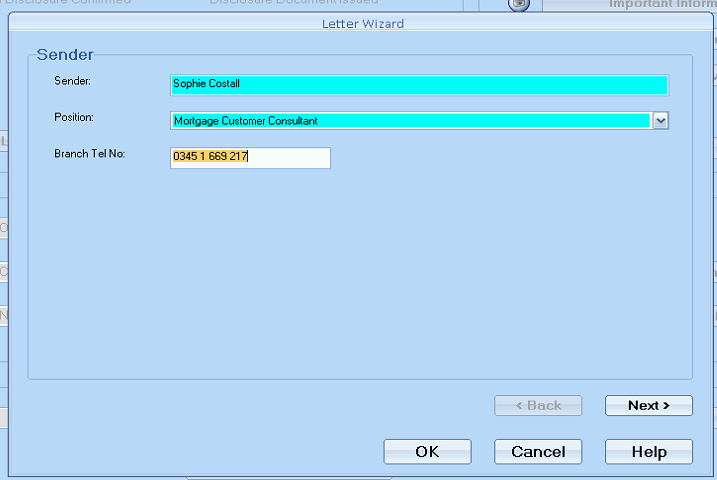 Disclosure Confirmed
Disclosure Document Issued
Important Inform
Letter Wizard
Sender
Sender:
Sophie Costall
Position:
Mortgage Customer Consultant
Branch Tel No:
0345 1 669 217
< Back
Next >
OK
Cancel
Help